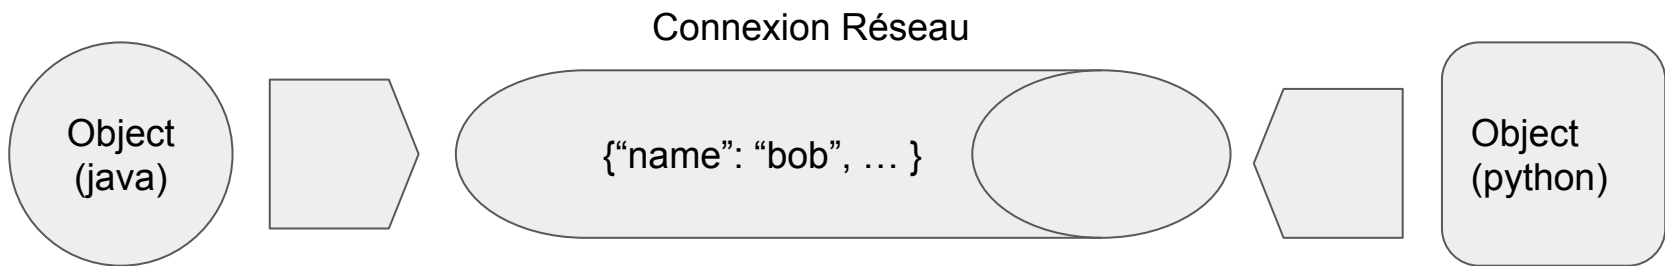 Connexion Réseau
Object
(java)
{“name”: “bob”, … }
Object
(python)